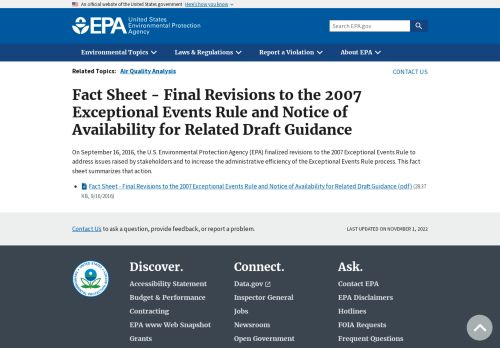 An official website of the United States government Here's how you know
EPA United States
Environmental Protection
Agency
Search EPA.gov
Environmental Topics Laws & Regulations Report a Violation About EPA
Related Topics: Air Quality Analysis
CONTACT US
Fact Sheet - Final Revisions to the 2007
Exceptional Events Rule and Notice of
Availability for Related Draft Guidance
On September 16, 2016, the U.S. Environmental Protection Agency (EPA) finalized revisions to the 2007 Exceptional Events Rule to
address issues raised by stakeholders and to increase the administrative efficiency of the Exceptional Events Rule process. This fact
sheet summarizes that action.
Fact Sheet - Final Revisions to the 2007 Exceptional Events Rule and Notice of Availability for Related Draft Guidance (pdf)
KB, 9/16/2016)
Contact Us to ask a question, provide feedback, or report a problem.
LAST UPDATED ON NOVEMBER 1, 2022
Discover. Connect. Ask.
Accessibility Statement Data.gov Contact EPA
Budget & Performance Inspector General EPA Disclaimers
Contracting Jobs Hotlines
EPA www Web Snapshot Newsroom FOIA Requests
Grants Open Government Frequent Questions